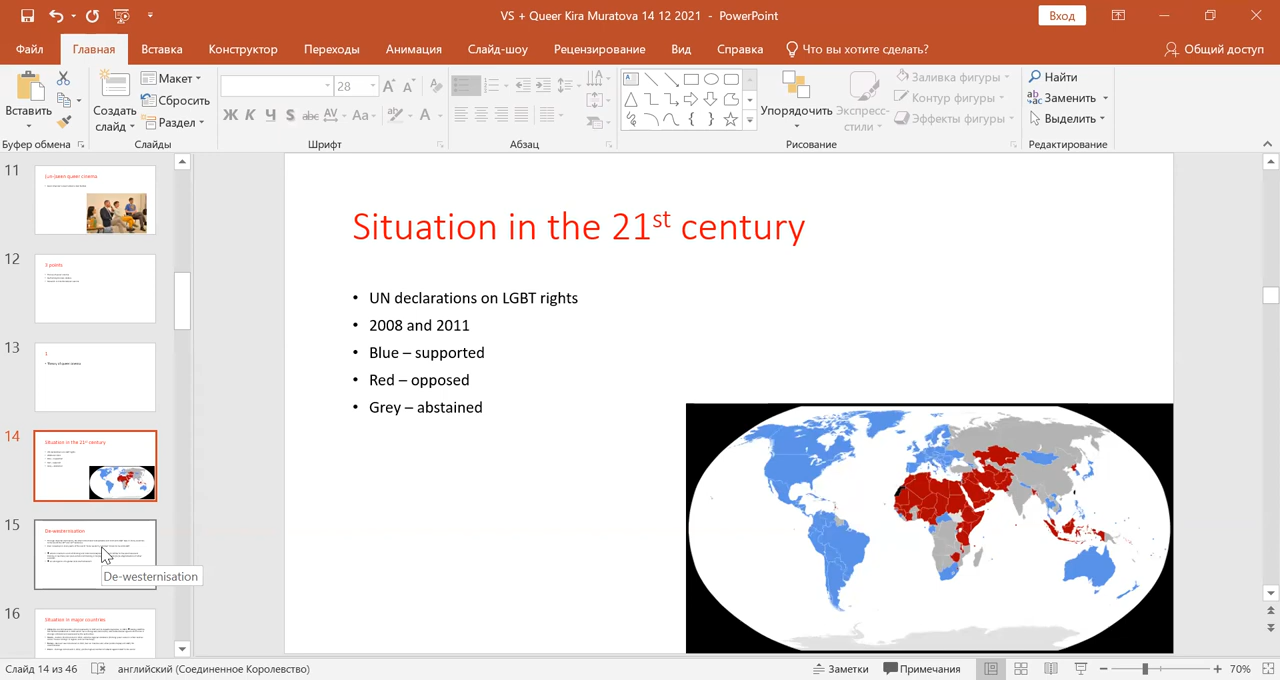 VS + Queer Kira Muratova 14 12 2021 - PowerPoint
Вход
Файл
Главная
Вставка
Конструктор
Переходы
Анимация
Слайд-шоу
Рецензирование
Вид
Справка
Что вы хотите сделать?
Общий доступ
Вставить
Буфер обмена
Создать слайд
Макет
Сбросить
Раздел
Слайды
28
Ж К Ч S abc AV Aa A
Шрифт
Абзац
Упорядочить
Экспресс-стили
Заливка фигуры
Контур фигуры
Эффекты фигуры
Рисование
Найти
Заменить
Выделить
Редактирование
11
12
3 points
13
1
14
Situation in the 21st century
15
De-westernisation
De-westernisation
16
Situation in major countries
Situation in the 21st century
• UN declarations on LGBT rights
• 2008 and 2011
• Blue – supported
• Red – opposed
• Grey – abstained
Слайд 14 из 46
английский (Соединенное Королевство)
Заметки
Примечания
70%